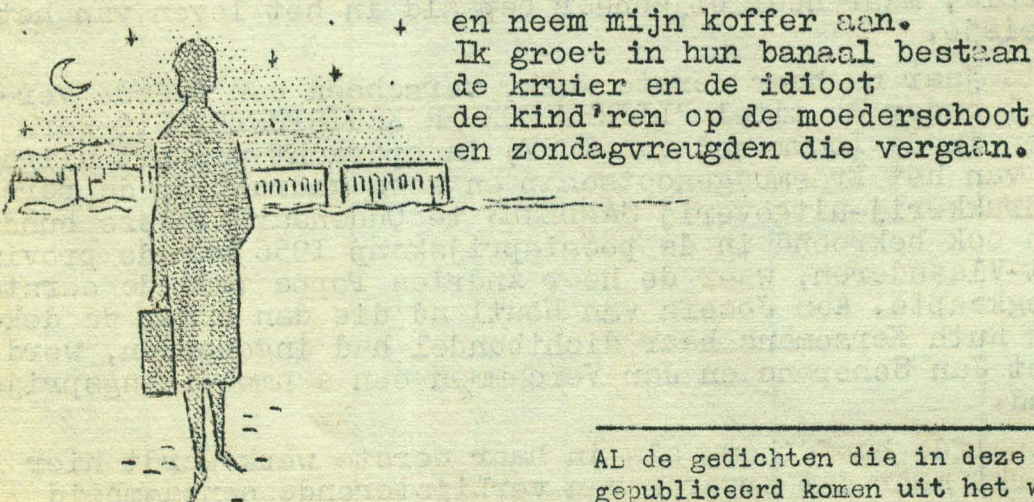 en neem mijn koffer aan.
Ik groet in hun banaal bestaan
de kruier en de idioot
de kind'ren op de moederschoot
en zondagvreugden die vergaan.
AL de gedichten die in deze
gepubliceerd komen uit het